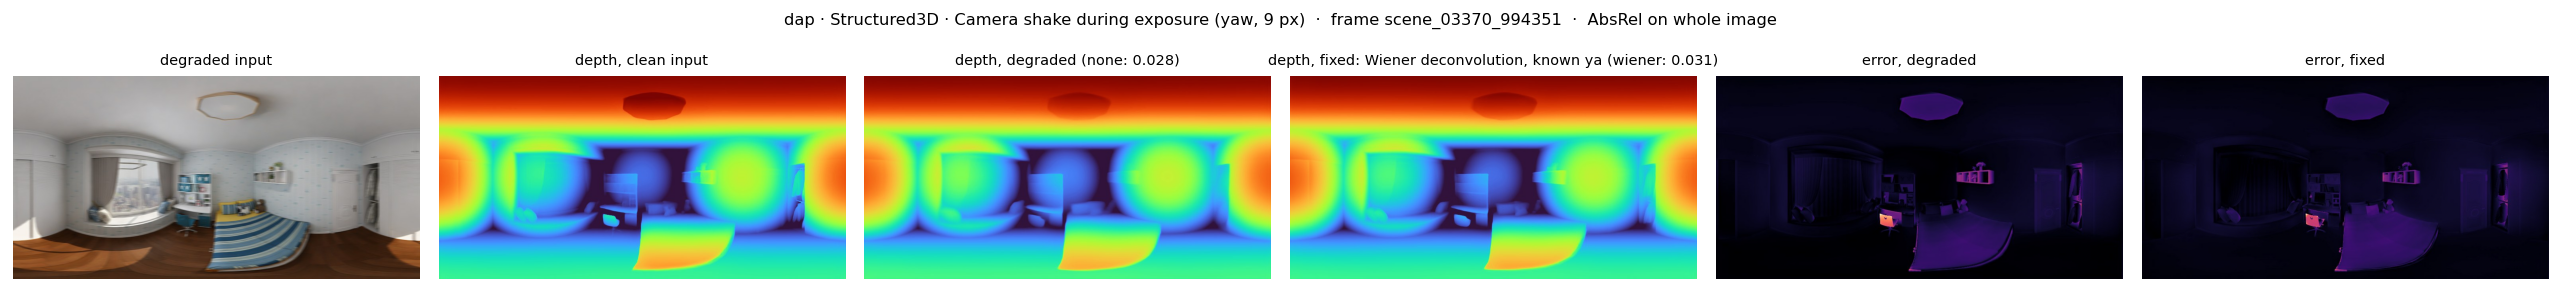 dap · Structured3D · Camera shake during exposure (yaw, 9 px) · frame scene_03370_994351 · AbsRel on whole image
degraded input
depth, clean input
depth, degraded (none: 0.028)
depth, fixed: Wiener deconvolution, known ya (wiener: 0.031)
error, degraded
error, fixed